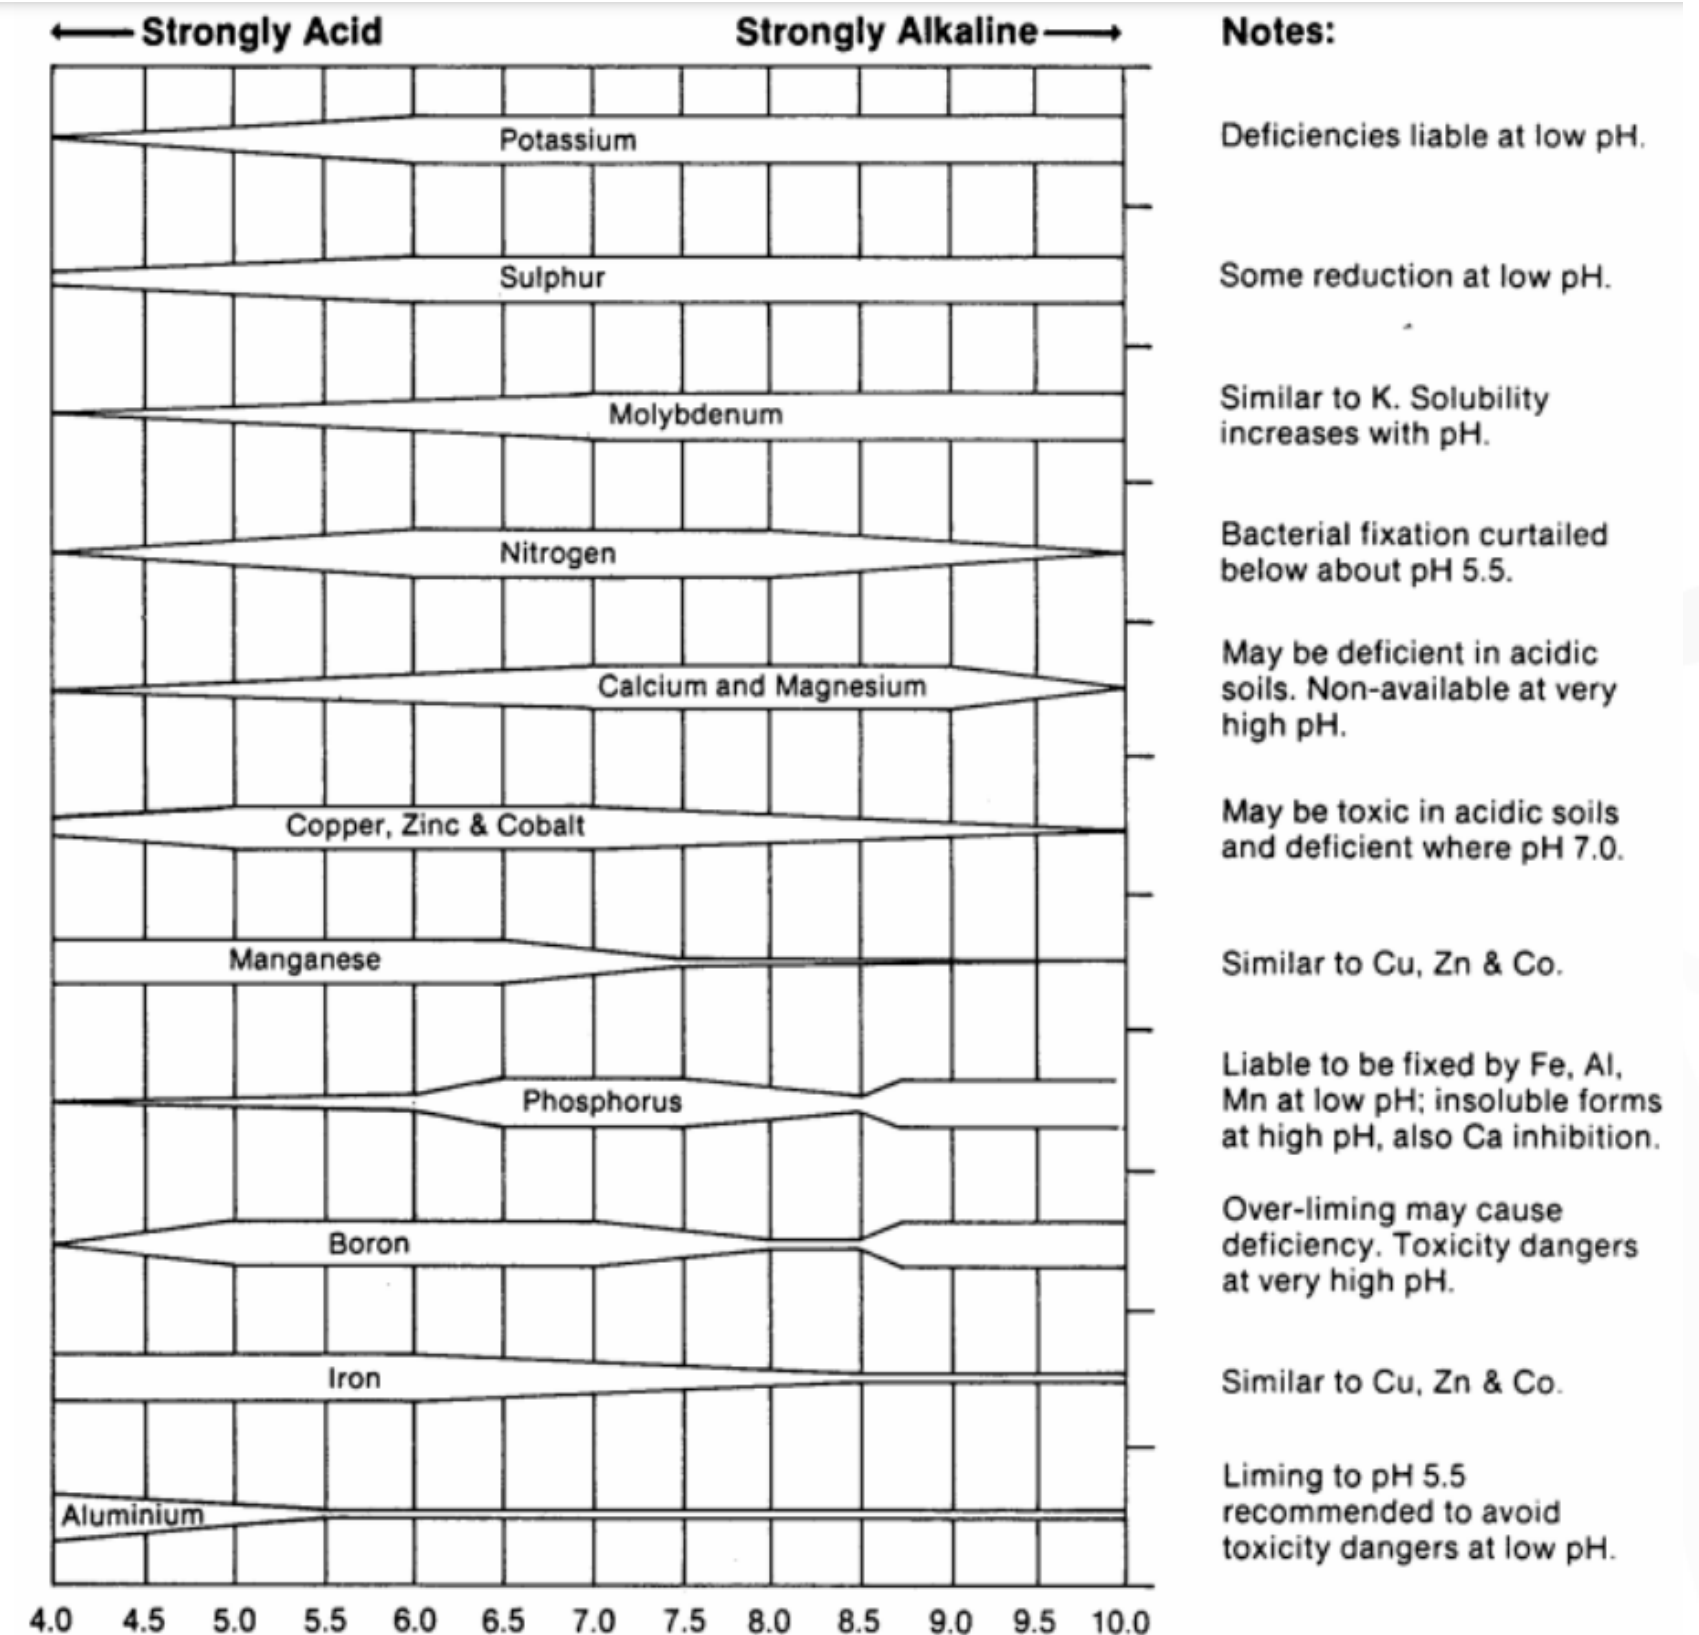 Strongly Acid
Strongly Alkaline
Notes:
Potassium
Deficiencies liable at low pH.
Sulphur
Some reduction at low pH.
Molybdenum
Similar to K. Solubility
increases with pH.
Nitrogen
Bacterial fixation curtailed
below about pH 5.5.
Calcium and Magnesium
May be deficient in acidic
soils. Non-available at very
high pH.
Copper, Zinc & Cobalt
May be toxic in acidic soils
and deficient where pH 7.0.
Manganese
Similar to Cu, Zn & Co.
Phosphorus
Liable to be fixed by Fe, Al,
Mn at low pH; insoluble forms
at high pH, also Ca inhibition.
Boron
Over-liming may cause
deficiency. Toxicity dangers
at very high pH.
Iron
Similar to Cu, Zn & Co.
Aluminium
Liming to pH 5.5
recommended to avoid
toxicity dangers at low pH.
4.0 4.5 5.0 5.5 6.0 6.5 7.0 7.5 8.0 8.5 9.0 9.5 10.0